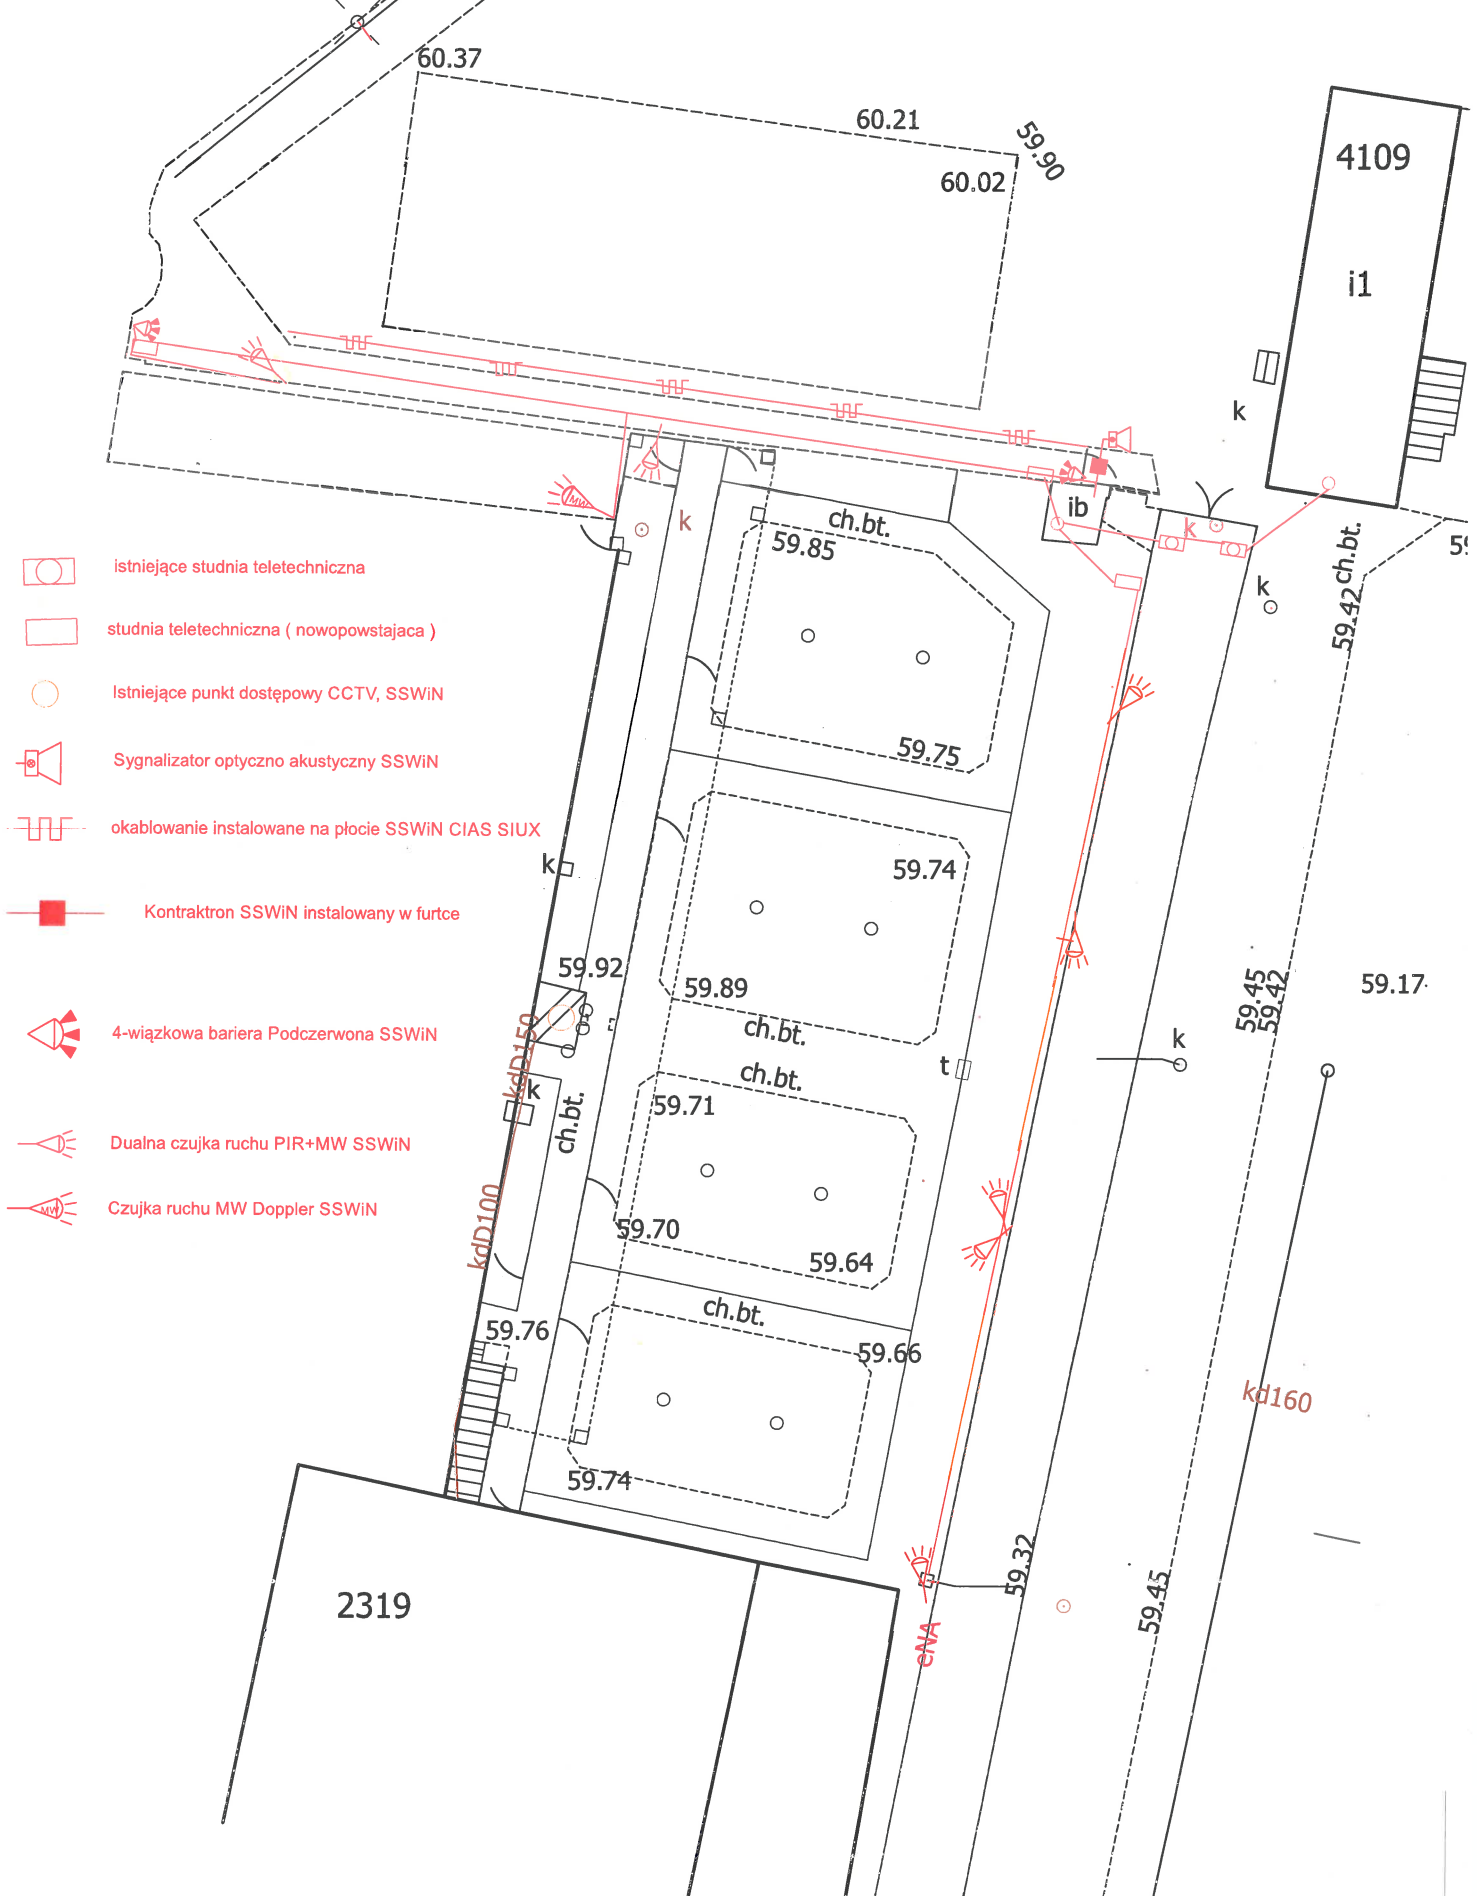 60.37
60.21
59.90
60.02
4109
i1
k
ib
ch.bt.
59.85
k
k
k
ch.bt.
59.42
istniejące studnia teletechniczna
studnia teletechniczna ( nowopowstajaca )
Istniejące punkt dostępowy CCTV, SSWiN
Sygnalizator optyczno akustyczny SSWiN
okablowanie instalowane na płocie SSWiN CIAS SIUX
Kontraktron SSWiN instalowany w furtce
4-wiązkowa bariera Podczerwona SSWiN
Dualna czujka ruchu PIR+MW SSWiN
MW
Czujka ruchu MW Doppler SSWiN
MW
59.75
59.74
k
59.92
59.89
ch.bt.
ch.bt.
59.45
59.42
59.17
k
t
kdD150
k
ch.bt.
59.71
kdD100
59.70
59.64
ch.bt.
59.76
59.66
kd160
59.74
59.32
59.45
2319
eNA